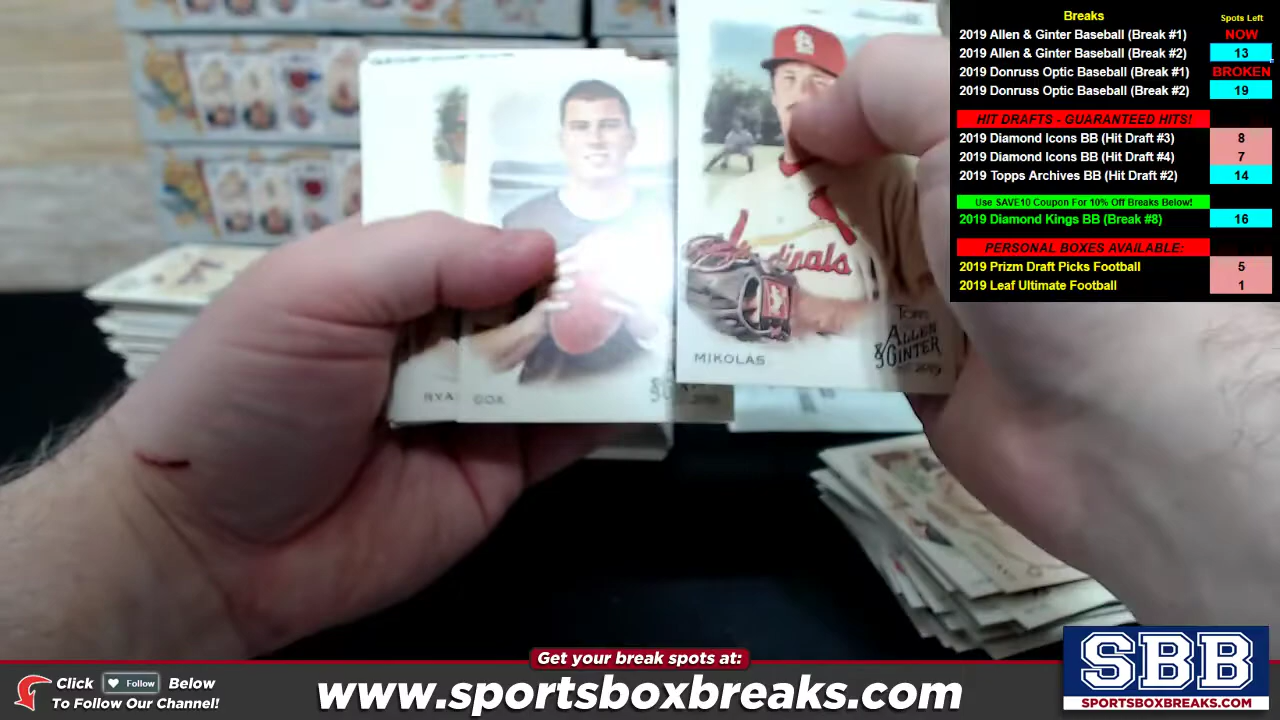 Breaks Spots Left
2019 Allen & Ginter Baseball (Break #1) NOW
2019 Allen & Ginter Baseball (Break #2) 13
2019 Donruss Optic Baseball (Break #1) BROKEN
2019 Donruss Optic Baseball (Break #2) 19
HIT DRAFTS - GUARANTEED HITS!
2019 Diamond Icons BB (Hit Draft #3) 8
2019 Diamond Icons BB (Hit Draft #4) 7
2019 Topps Archives BB (Hit Draft #2) 14
Use SAVE10 Coupon For 10% Off Breaks Below!
2019 Diamond Kings BB (Break #8) 16
PERSONAL BOXES AVAILABLE:
2019 Prizm Draft Picks Football 5
2019 Leaf Ultimate Football 1
Cardinals
TOPPS
ALLEN
& GINTER
2019
MIKOLAS
RYA
COX
Get your break spots at:
Click Follow Below
To Follow Our Channel!
www.sportsboxbreaks.com
SBB
SPORTSBOXBREAKS.COM